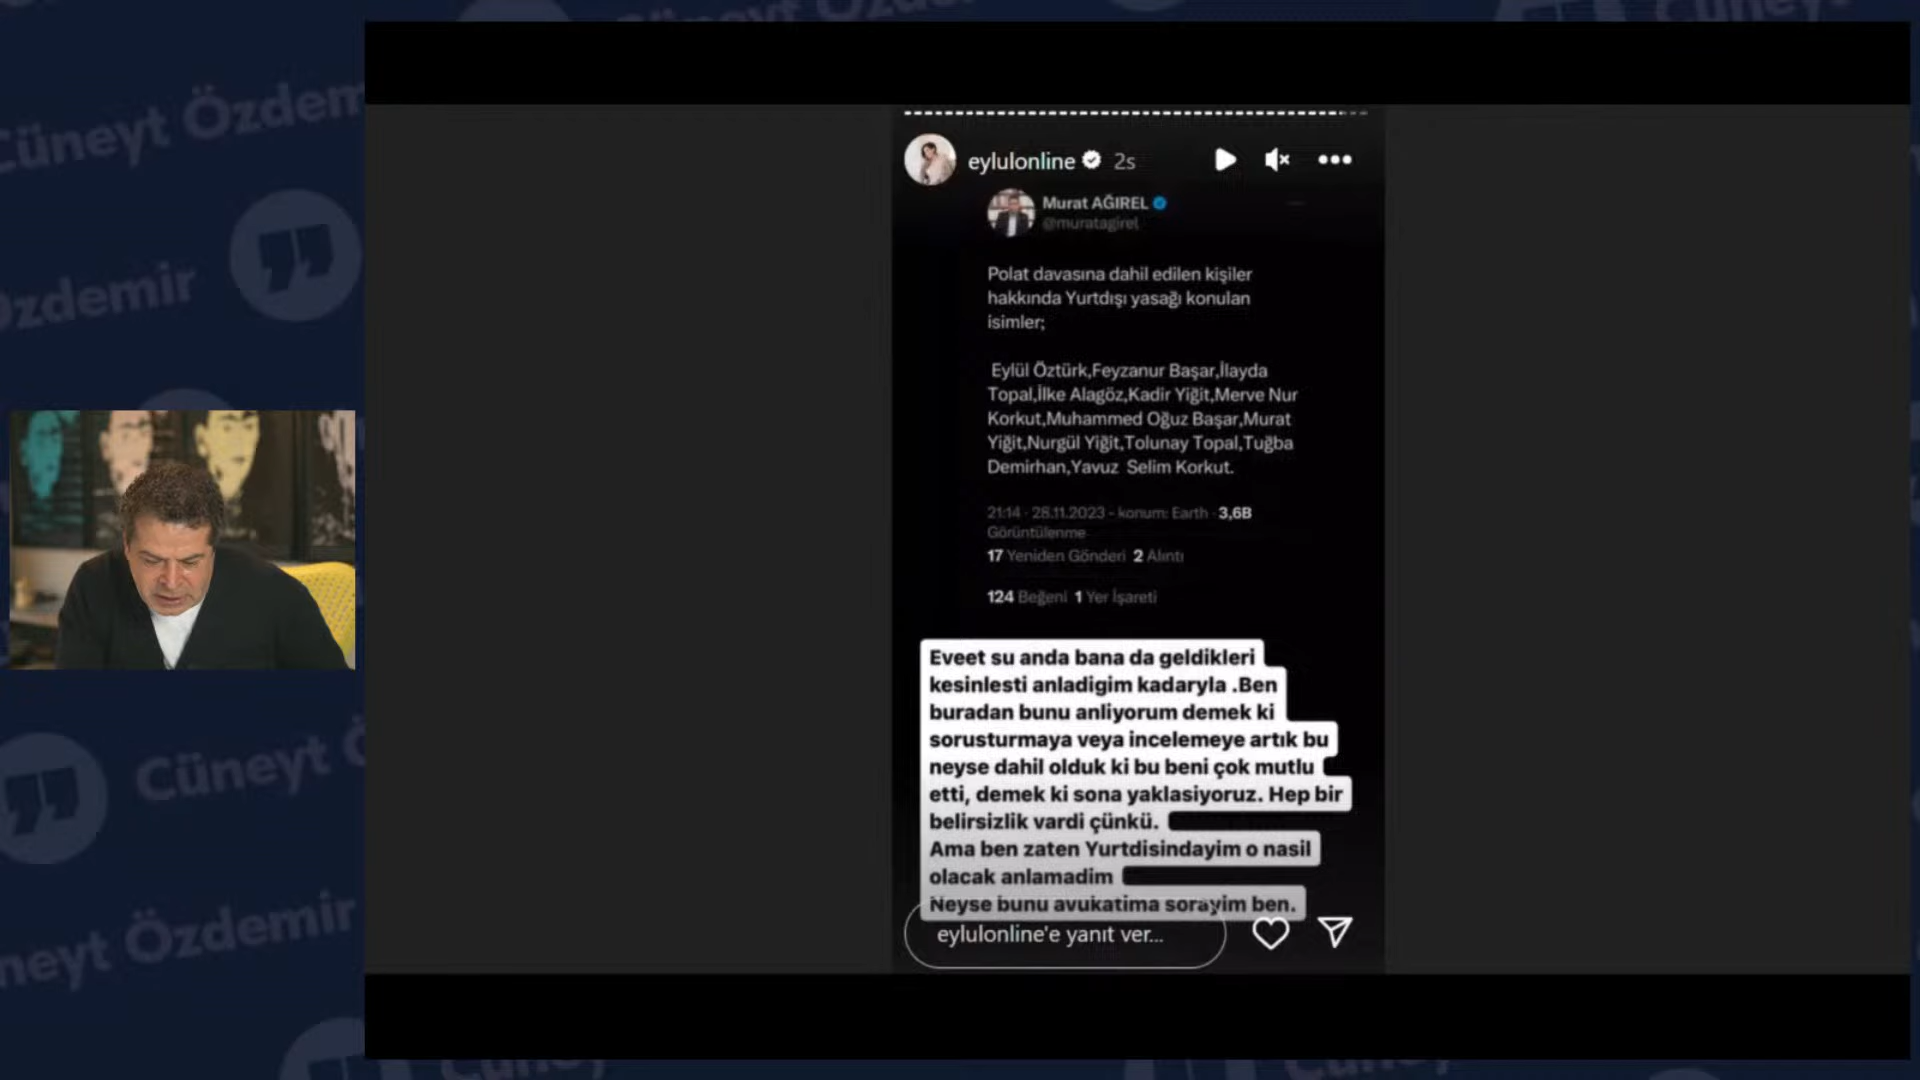 Cüneyt Özdem
Özdemir
Cüneyt Ö
neyt Özdemir
eylulonline 2s
Murat AĞIREL
@muratagirel
Polat davasına dahil edilen kişiler
hakkında Yurtdışı yasağı konulan
isimler;
Eylül Öztürk,Feyzanur Başar,İlayda
Topal,İlke Alagöz,Kadir Yiğit,Merve Nur
Korkut,Muhammed Oğuz Başar,Murat
Yiğit,Nurgül Yiğit,Tolunay Topal,Tuğba
Demirhan,Yavuz Selim Korkut.
21:14 · 28.11.2023 - konum: Earth · 3,6B
Görüntülenme
17 Yeniden Gönderi 2 Alıntı
124 Beğeni 1 Yer İşareti
Eveet su anda bana da geldikleri
kesinlesti anladigim kadaryla .Ben
buradan bunu anliyorum demek ki
sorusturmaya veya incelemeye artık bu
neyse dahil olduk ki bu beni çok mutlu
etti, demek ki sona yaklasiyoruz. Hep bir
belirsizlik vardi çünkü.
Ama ben zaten Yurtdisindayim o nasil
olacak anlamadim
Neyse bunu avukatima sorayim ben.
eylulonline'e yanıt ver...